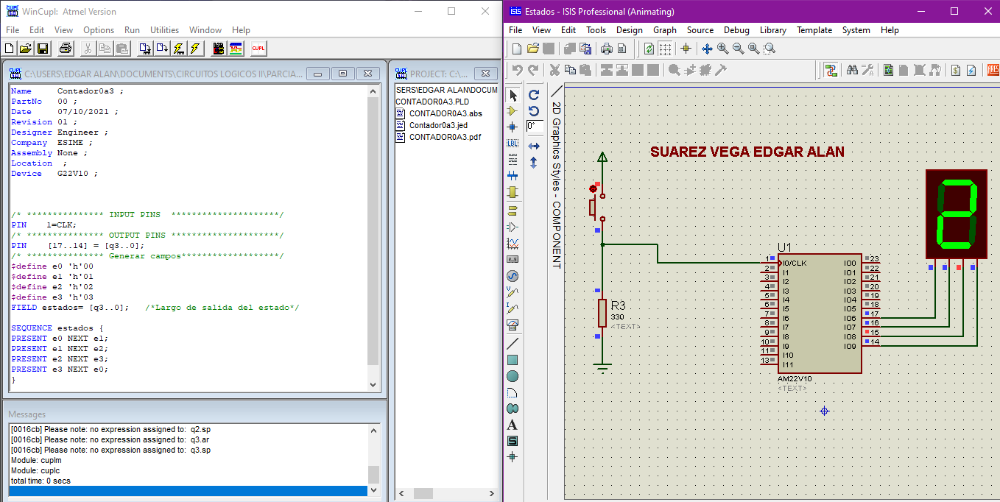 WinCupl: Atmel Version
File Edit View Options Run Utilities Window Help
CUPL
C:\USERS\EDGAR ALAN\DOCUMENTS\CIRCUITOS LOGICOS II\PARCIA...
Name Contador0a3 ;
PartNo 00 ;
Date 07/10/2021 ;
Revision 01 ;
Designer Engineer ;
Company ESIME ;
Assembly None ;
Location ;
Device G22V10 ;
/* *************** INPUT PINS *********************/
PIN 1=CLK;
/* *************** OUTPUT PINS *********************/
PIN [17..14] = [q3..0];
/* *************** Generar campos*******************/
$define e0 'h'00
$define e1 'h'01
$define e2 'h'02
$define e3 'h'03
FIELD estados= [q3..0]; /*Largo de salida del estado*/
SEQUENCE estados {
PRESENT e0 NEXT e1;
PRESENT e1 NEXT e2;
PRESENT e2 NEXT e3;
PRESENT e3 NEXT e0;
}
PROJECT: C:\...
SERS\EDGAR ALAN\DOCUM
CONTADOR0A3.PLD
CONTADOR0A3.abs
Contador0a3.jed
CONTADOR0A3.pdf
Messages
[0016cb] Please note: no expression assigned to: q2.sp
[0016cb] Please note: no expression assigned to: q3.ar
[0016cb] Please note: no expression assigned to: q3.sp
Module: cuplm
Module: cuplc
total time: 0 secs
ISIS Estados - ISIS Professional (Animating)
File View Edit Tools Design Graph Source Debug Library Template System Help
ARES
LBL
0°
2D Graphics Styles - COMPONENT
A
S
SUAREZ VEGA EDGAR ALAN
2
R3
330
<TEXT>
U1
1 I0/CLK IO0 23
2 I1 IO1 22
3 I2 IO2 21
4 I3 IO3 20
5 I4 IO4 19
6 I5 IO5 18
7 I6 IO6 17
8 I7 IO7 16
9 I8 IO8 15
10 I9 IO9 14
11 I10
13 I11
AM22V10
<TEXT>